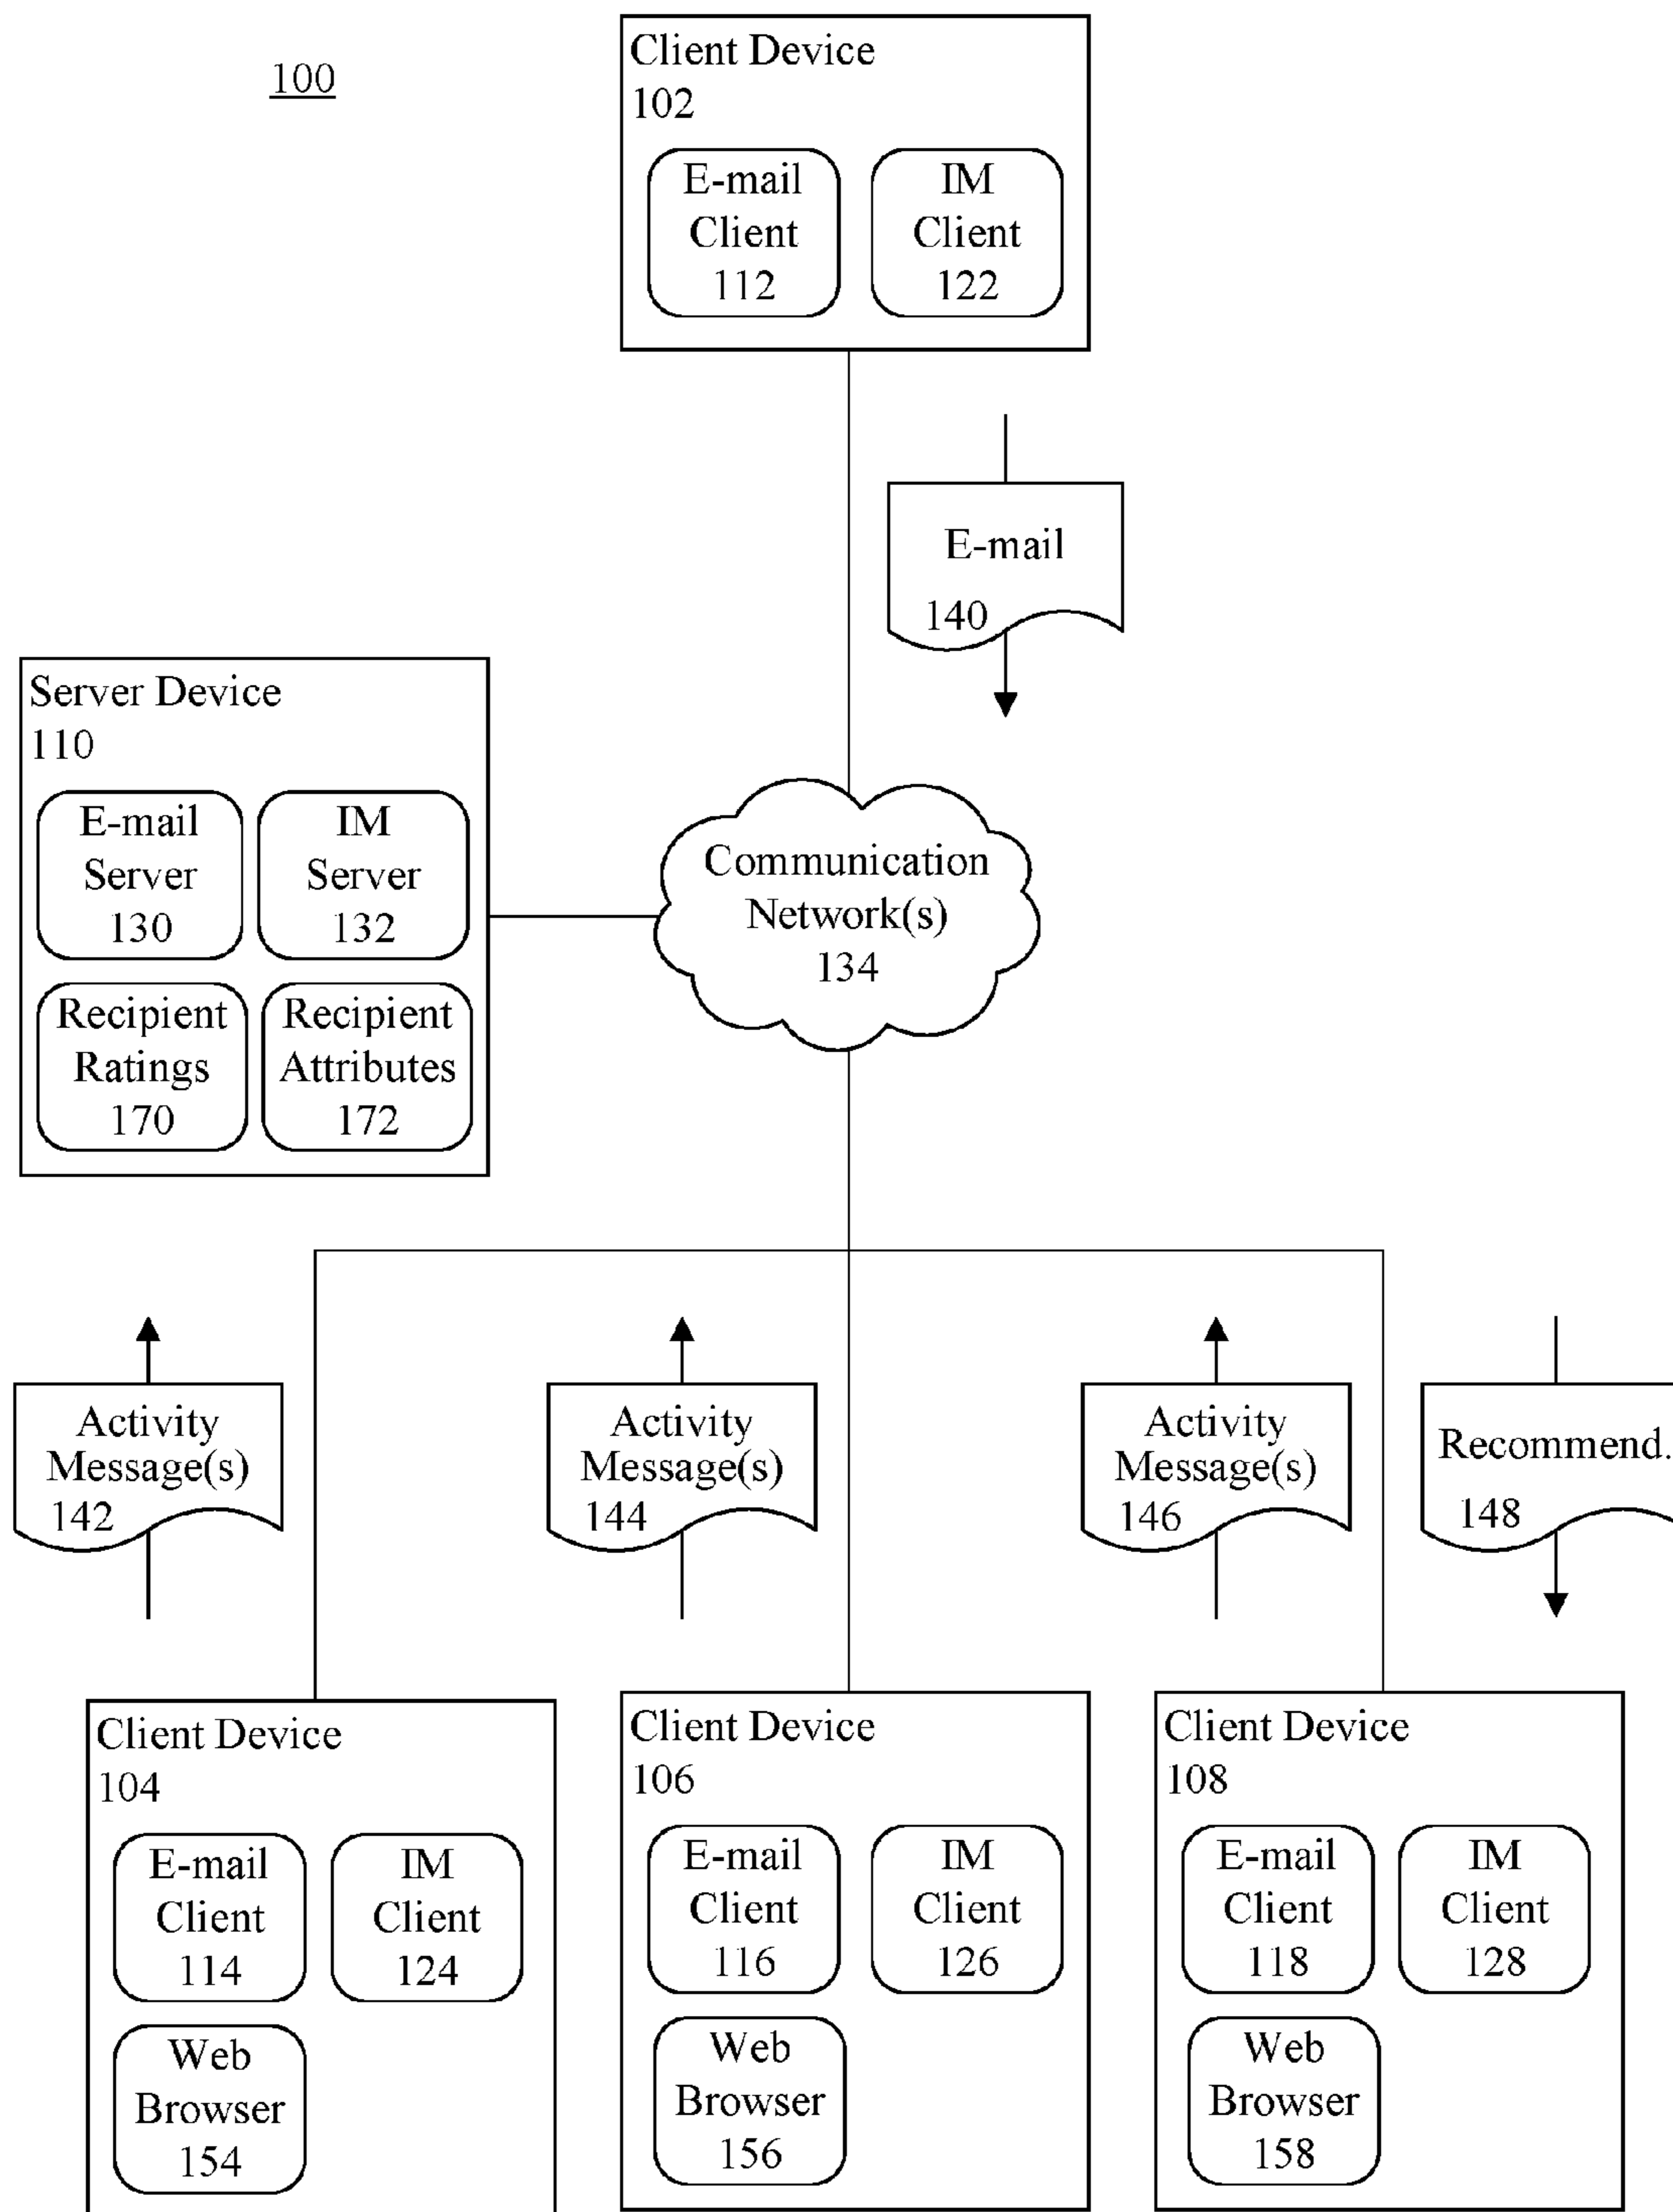 100
Client Device
102
E-mail
Client
112
IM
Client
122
E-mail
140
Server Device
110
E-mail
Server
130
IM
Server
132
Recipient
Ratings
170
Recipient
Attributes
172
Communication
Network(s)
134
Activity
Message(s)
142
Activity
Message(s)
144
Activity
Message(s)
146
Recommend.
148
Client Device
104
E-mail
Client
114
IM
Client
124
Web
Browser
154
Client Device
106
E-mail
Client
116
IM
Client
126
Web
Browser
156
Client Device
108
E-mail
Client
118
IM
Client
128
Web
Browser
158